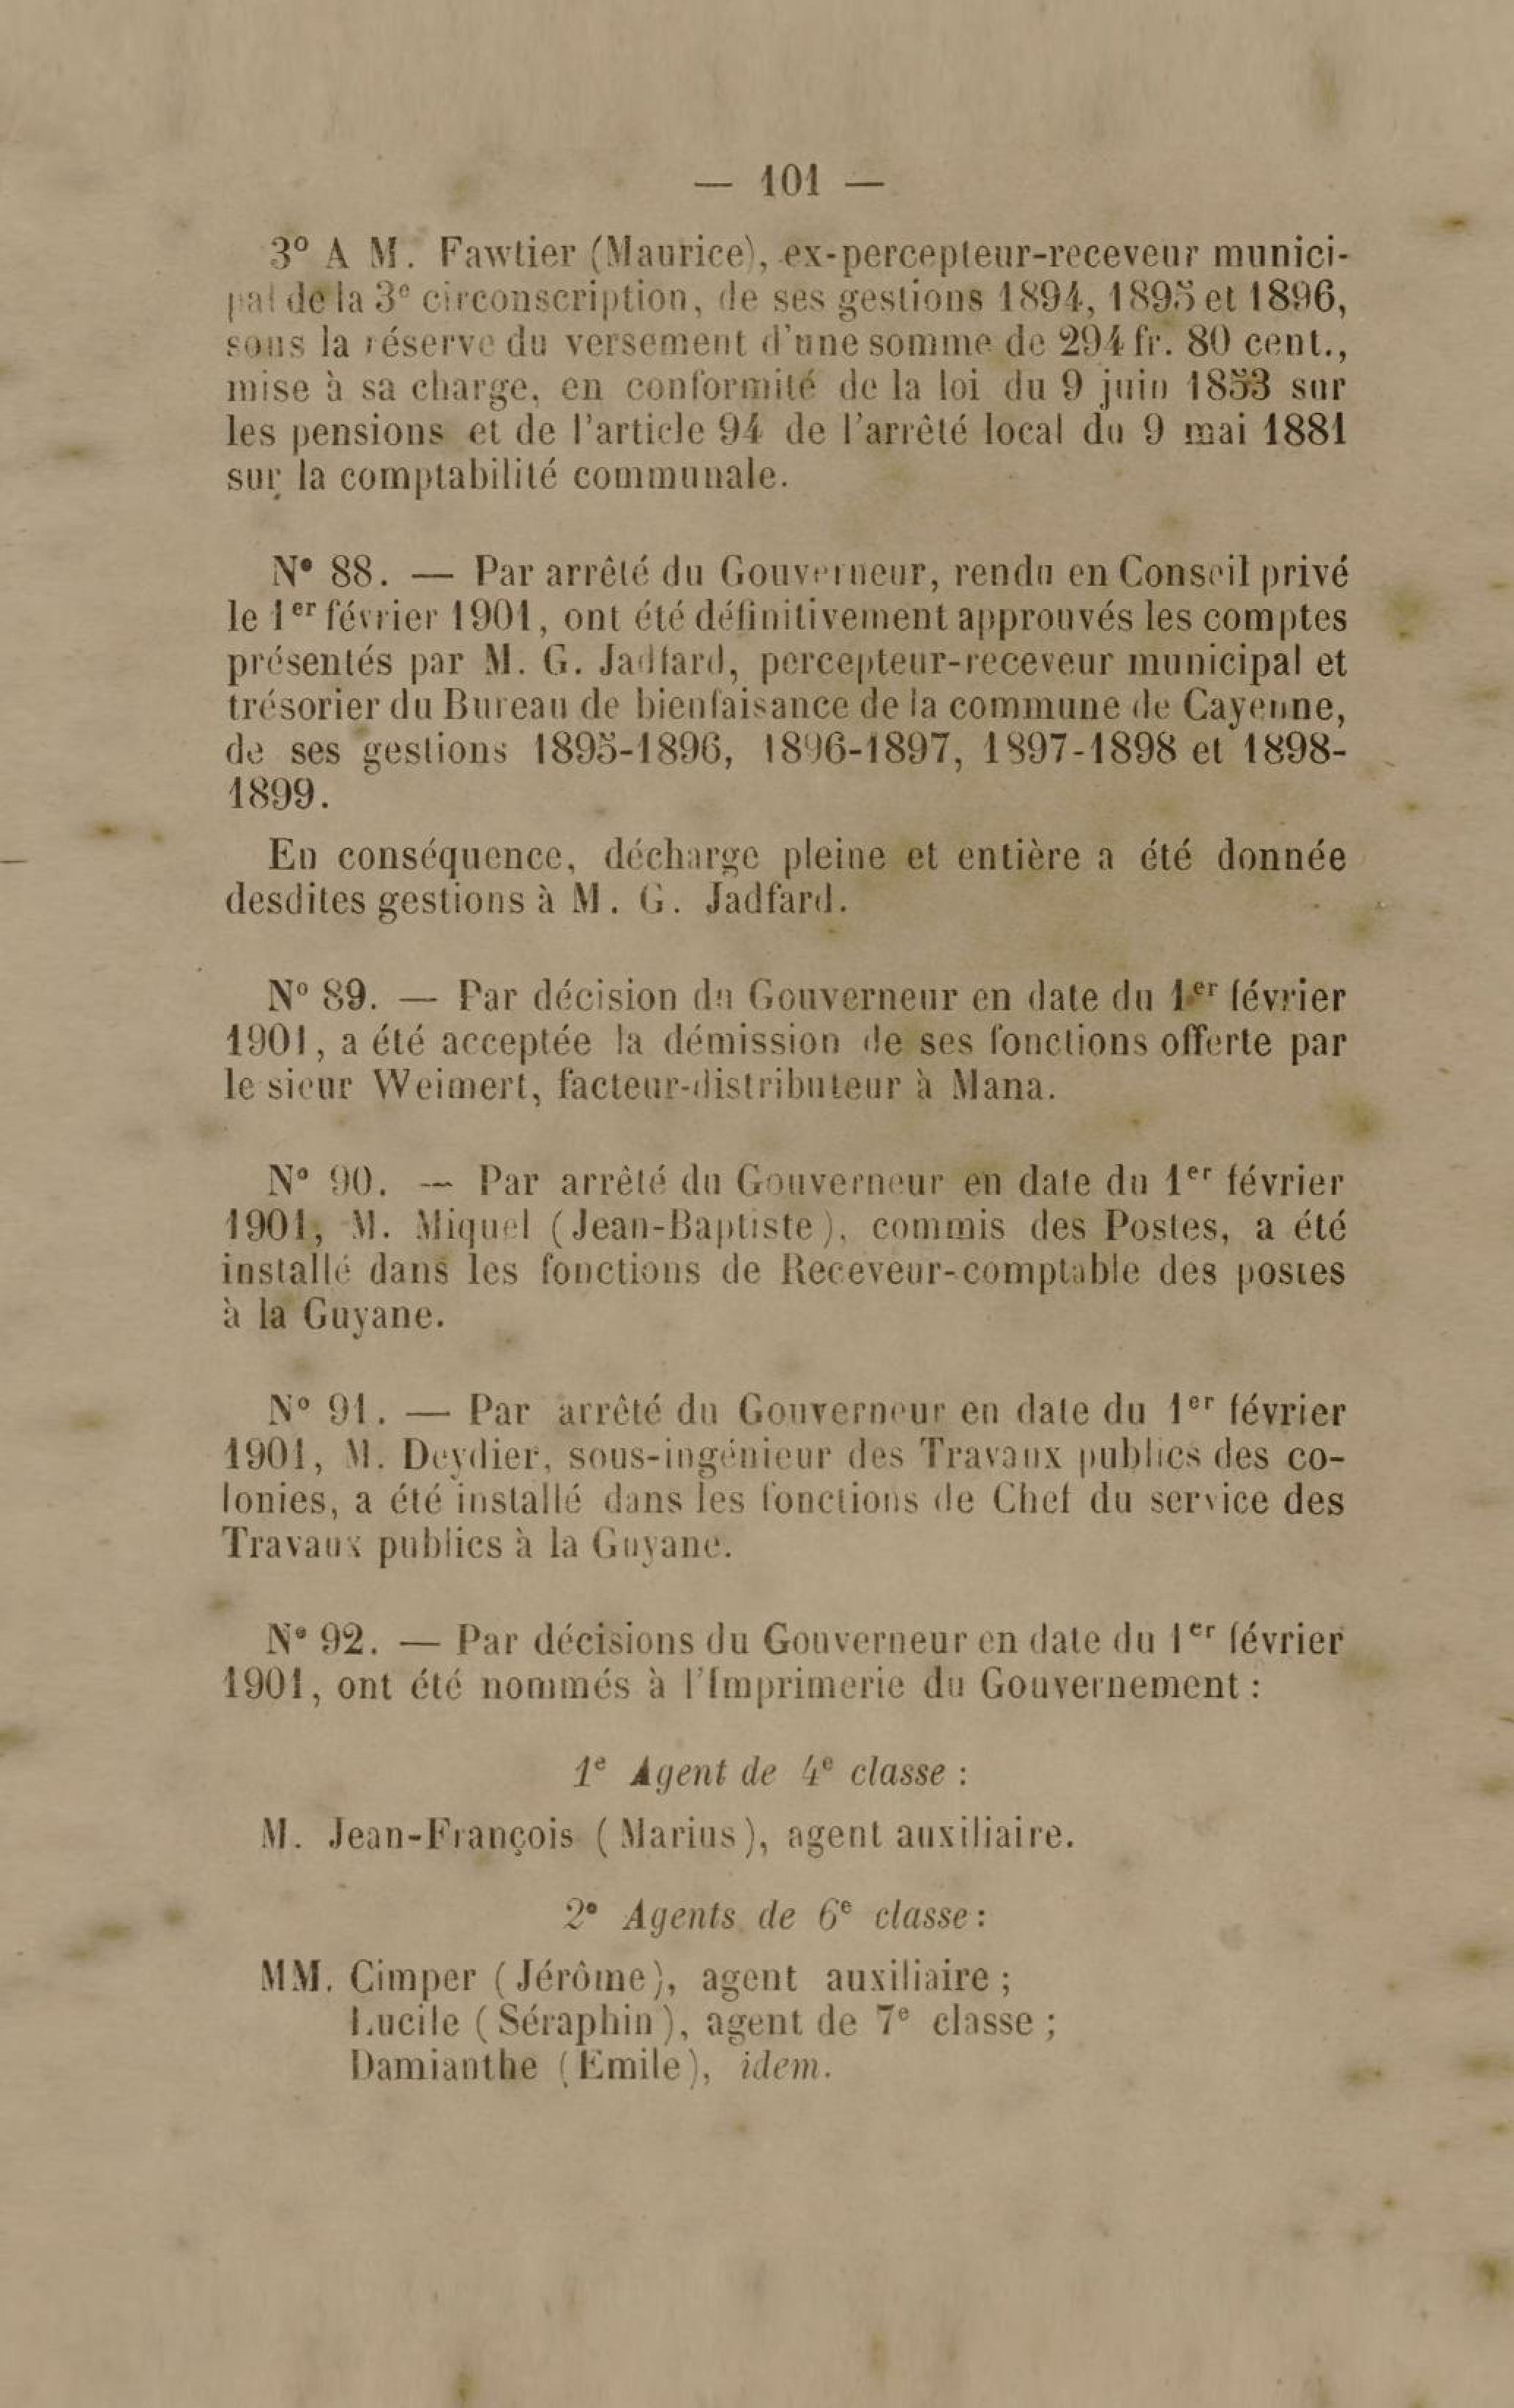 — 101 —
3° A M. Fawtier (Maurice), ex-percepteur-receveur munici-
pal de la 3e circonscription, de ses gestions 1894, 1895 et 1896,
sous la réserve du versement d'une somme de 294 fr. 80 cent.,
mise à sa charge, en conformité de la loi du 9 juin 1853 sur
les pensions et de l'article 94 de l'arrêté local du 9 mai 1881
sur la comptabilité communale.
N° 88. — Par arrêté du Gouverneur, rendu en Conseil privé
le 1er février 1901, ont été définitivement approuvés les comptes
présentés par M. G. Jadfard, percepteur-receveur municipal et
trésorier du Bureau de bienfaisance de la commune de Cayenne,
de ses gestions 1895-1896, 1896-1897, 1897-1898 et 1898-
1899.
En conséquence, décharge pleine et entière a été donnée
desdites gestions à M. G. Jadfard.
N° 89. — Par décision du Gouverneur en date du 1er février
1901, a été acceptée la démission de ses fonctions offerte par
le sieur Weimert, facteur-distributeur à Mana.
N° 90. — Par arrêté du Gouverneur en date du 1er février
1901, M. Miquel (Jean-Baptiste), commis des Postes, a été
installé dans les fonctions de Receveur-comptable des postes
à la Guyane.
N° 91. — Par arrêté du Gouverneur en date du 1er février
1901, M. Deydier, sous-ingénieur des Travaux publics des co-
lonies, a été installé dans les fonctions de Chef du service des
Travaux publics à la Guyane.
N° 92. — Par décisions du Gouverneur en date du 1er février
1901, ont été nommés à l'Imprimerie du Gouvernement :
1e Agent de 4e classe :
M. Jean-François (Marius), agent auxiliaire.
2° Agents de 6e classe :
MM. Cimper (Jérôme), agent auxiliaire ;
Lucile (Séraphin), agent de 7e classe ;
Damianthe (Emile), idem.